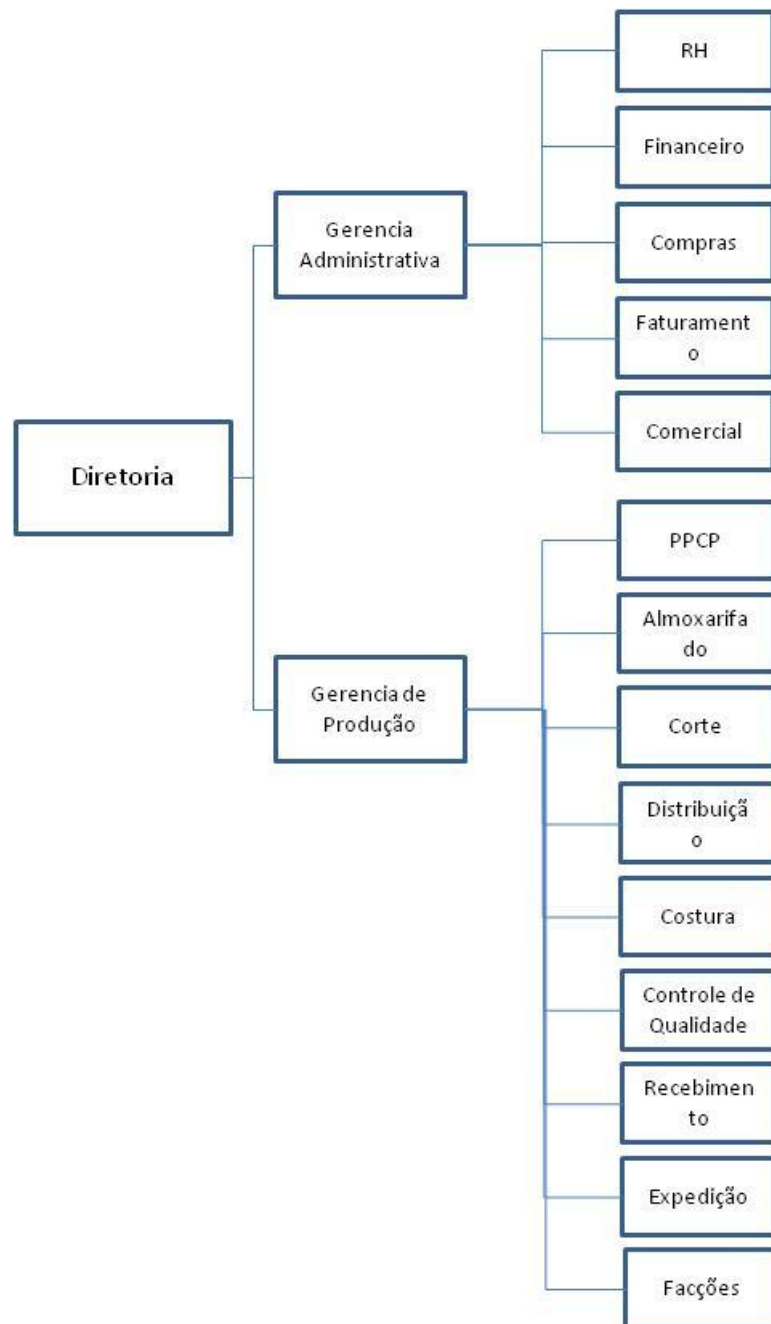 RH
Financeiro
Gerencia
Administrativa
Compras
Faturament
o
Comercial
Diretoria
PPCP
Almoxarifa
do
Gerencia de
Produção
Corte
Distribuiçã
o
Costura
Controle de
Qualidade
Recebimen
to
Expedição
Facções